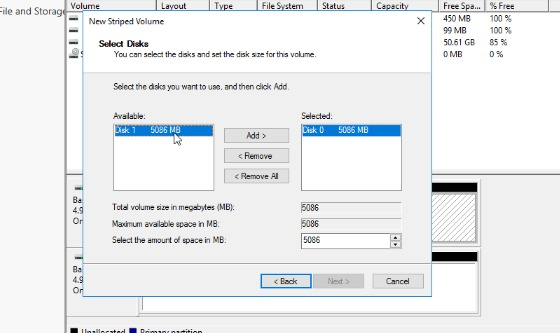 File and Storage
Volume Layout Type File System Status Capacity Free Spa... % Free
450 MB 100 %
99 MB 100 %
50.61 GB 85 %
0 MB 0 %
New Striped Volume
Select Disks
You can select the disks and set the disk size for this volume.
Select the disks you want to use, and then click Add.
Available: Selected:
Disk 1 5086 MB Disk 0 5086 MB
Add >
< Remove
< Remove All
Total volume size in megabytes (MB): 5086
Maximum available space in MB: 5086
Select the amount of space in MB: 5086
< Back Next > Cancel
Ba
4.9
On
Ba
4.9
On
Unallocated Primary partition